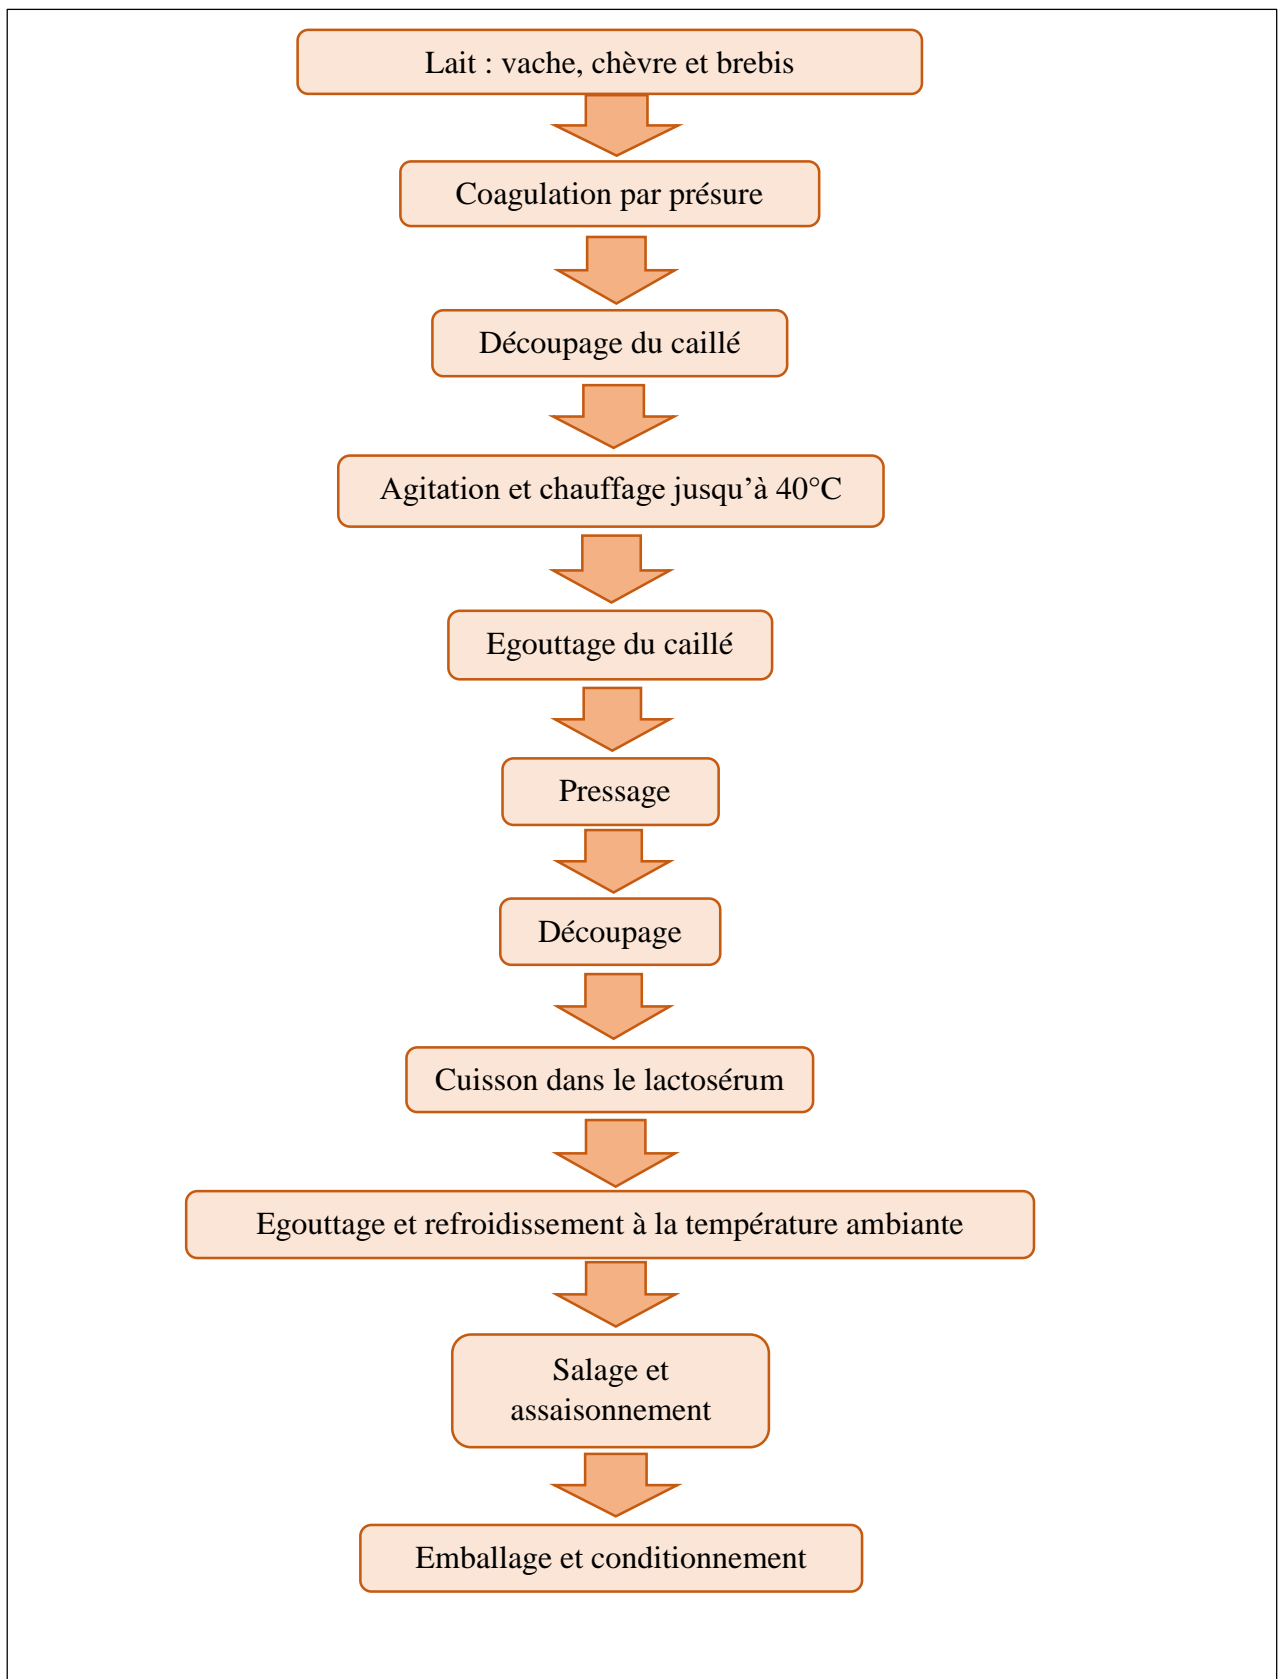 Lait : vache, chèvre et brebis
Coagulation par présure
Découpage du caillé
Agitation et chauffage jusqu’à 40°C
Egouttage du caillé
Pressage
Découpage
Cuisson dans le lactosérum
Egouttage et refroidissement à la température ambiante
Salage et
assaisonnement
Emballage et conditionnement